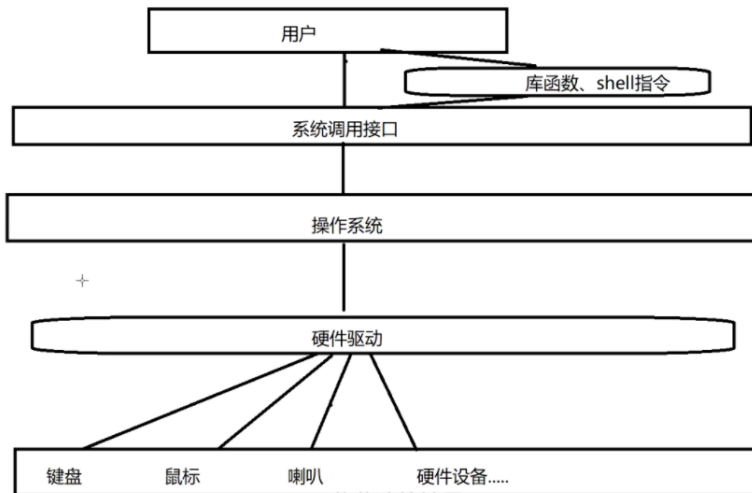 用户
库函数、shell指令
系统调用接口
操作系统
硬件驱动
键盘 鼠标 喇叭 硬件设备.....